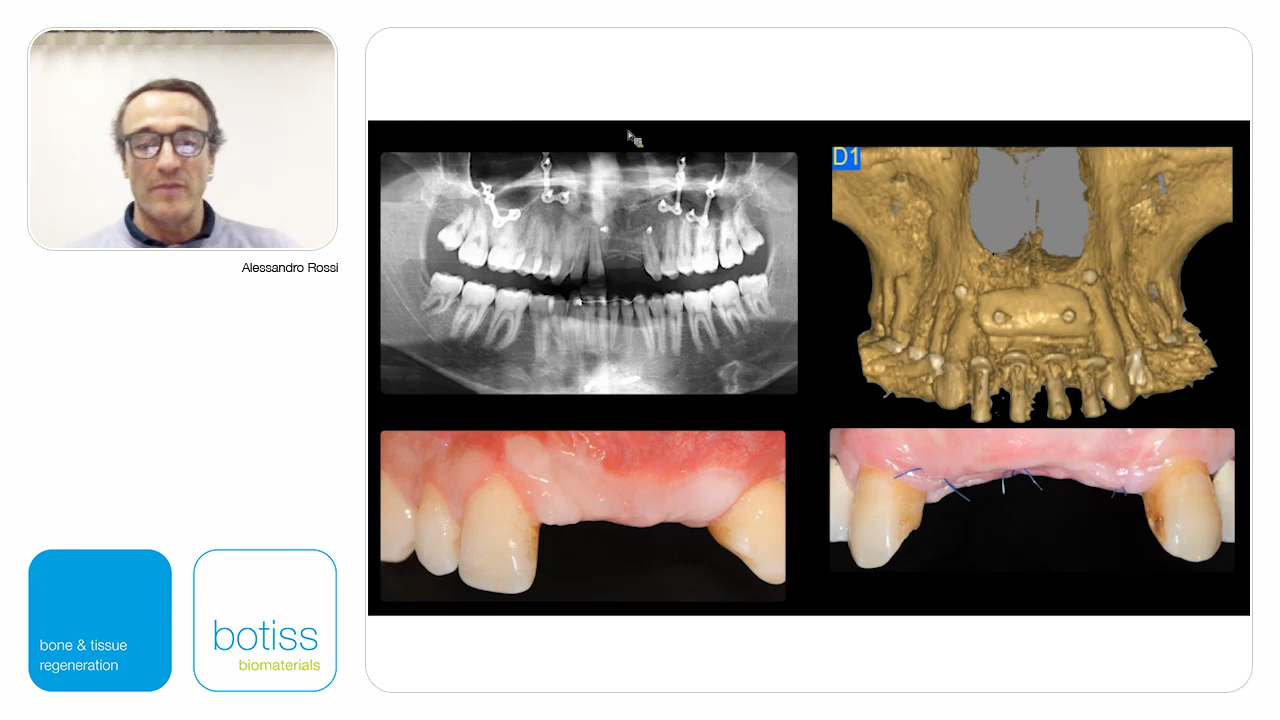 Alessandro Rossi
D1
bone & tissue
regeneration
botiss
biomaterials